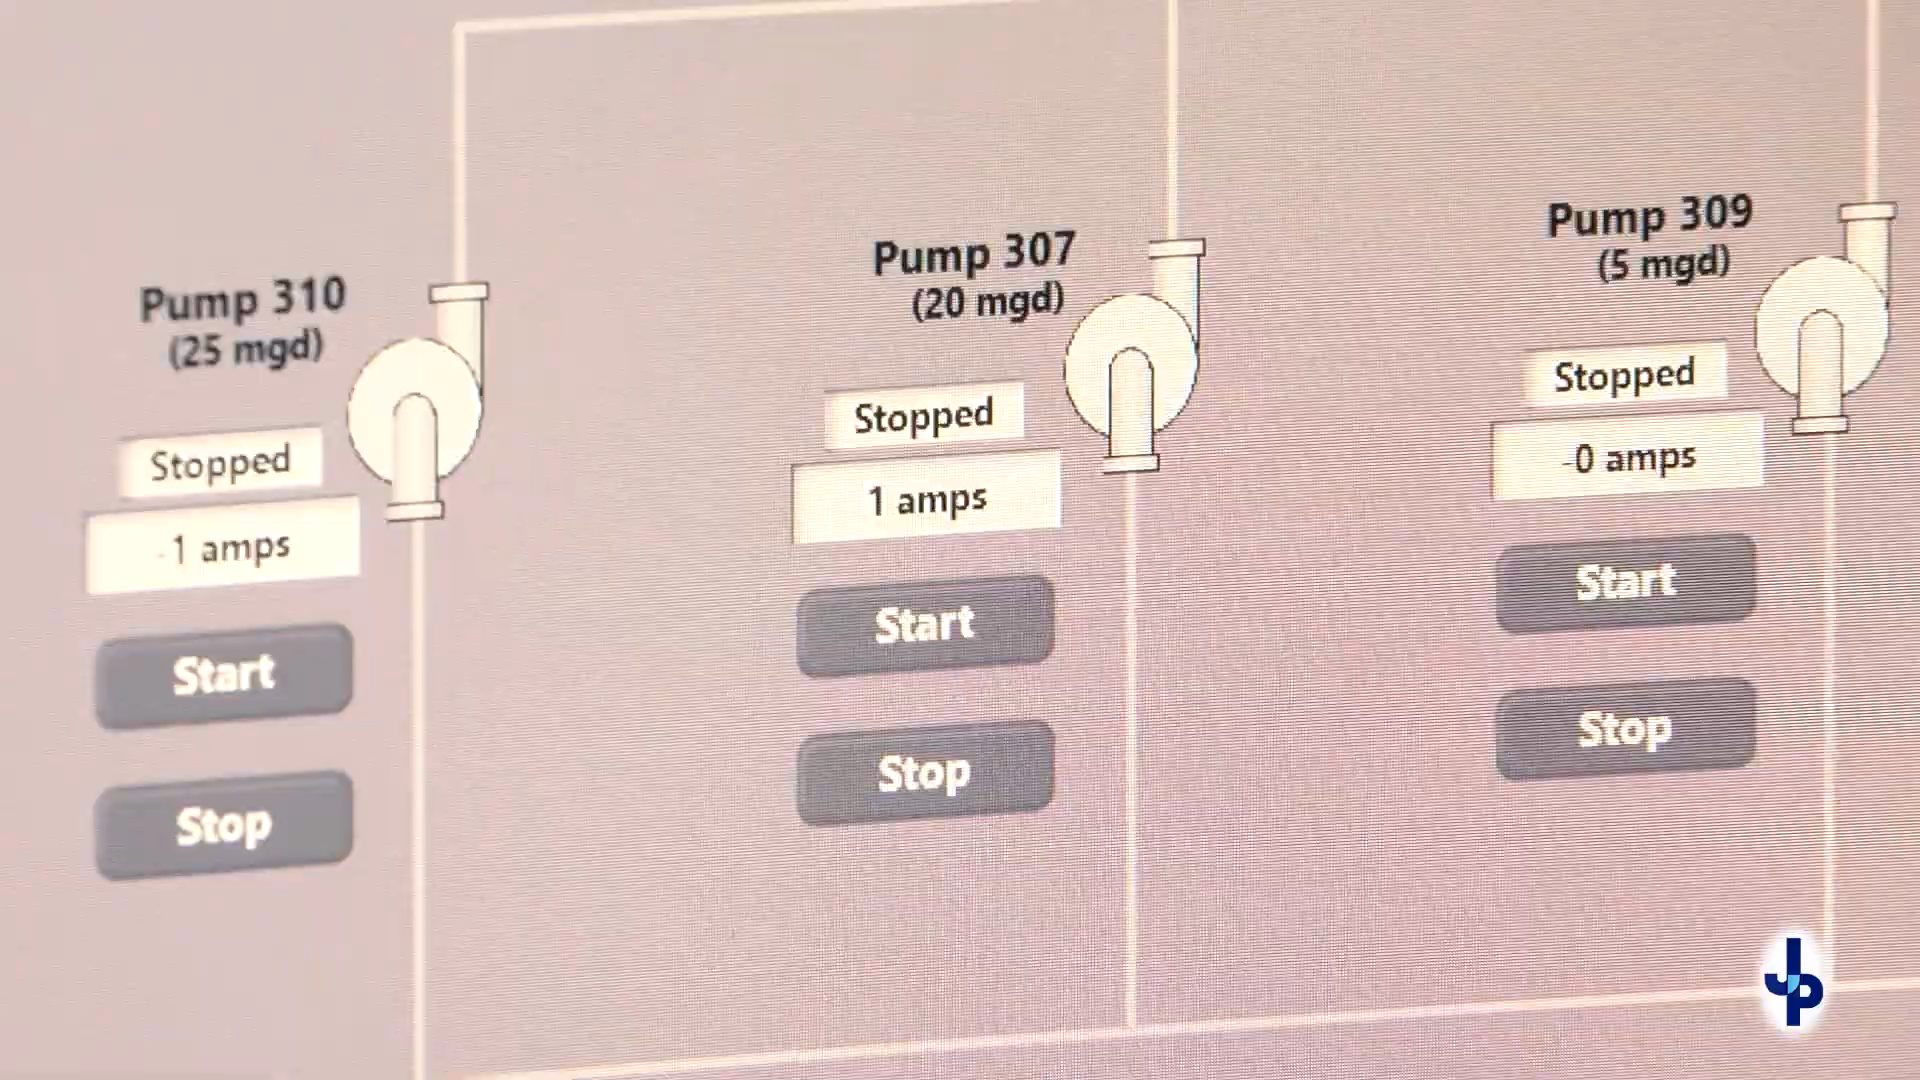 Pump 310
(25 mgd)
Stopped
-1 amps
Start
Stop
Pump 307
(20 mgd)
Stopped
1 amps
Start
Stop
Pump 309
(5 mgd)
Stopped
-0 amps
Start
Stop
JP